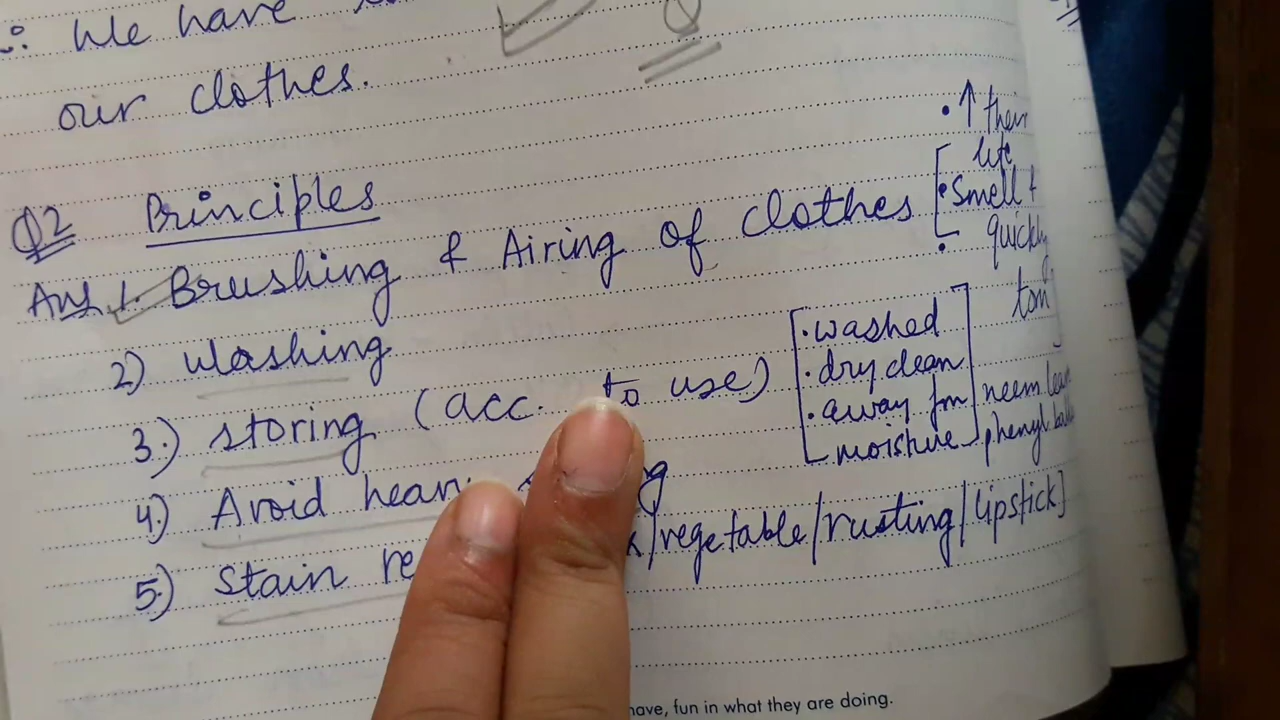 ∴ We have
our clothes.
Q2 Principles
Ans 1. Brushing & Airing of clothes [• ↑ their life
• Smell
• quickly
2) washing
3.) storing (acc. to use) [• washed
• dry clean
• away frm
moisture] neem
phenyl
4.) Avoid
5.) Stain /vegetable/rusting/lipstick]
have, fun in what they are doing.